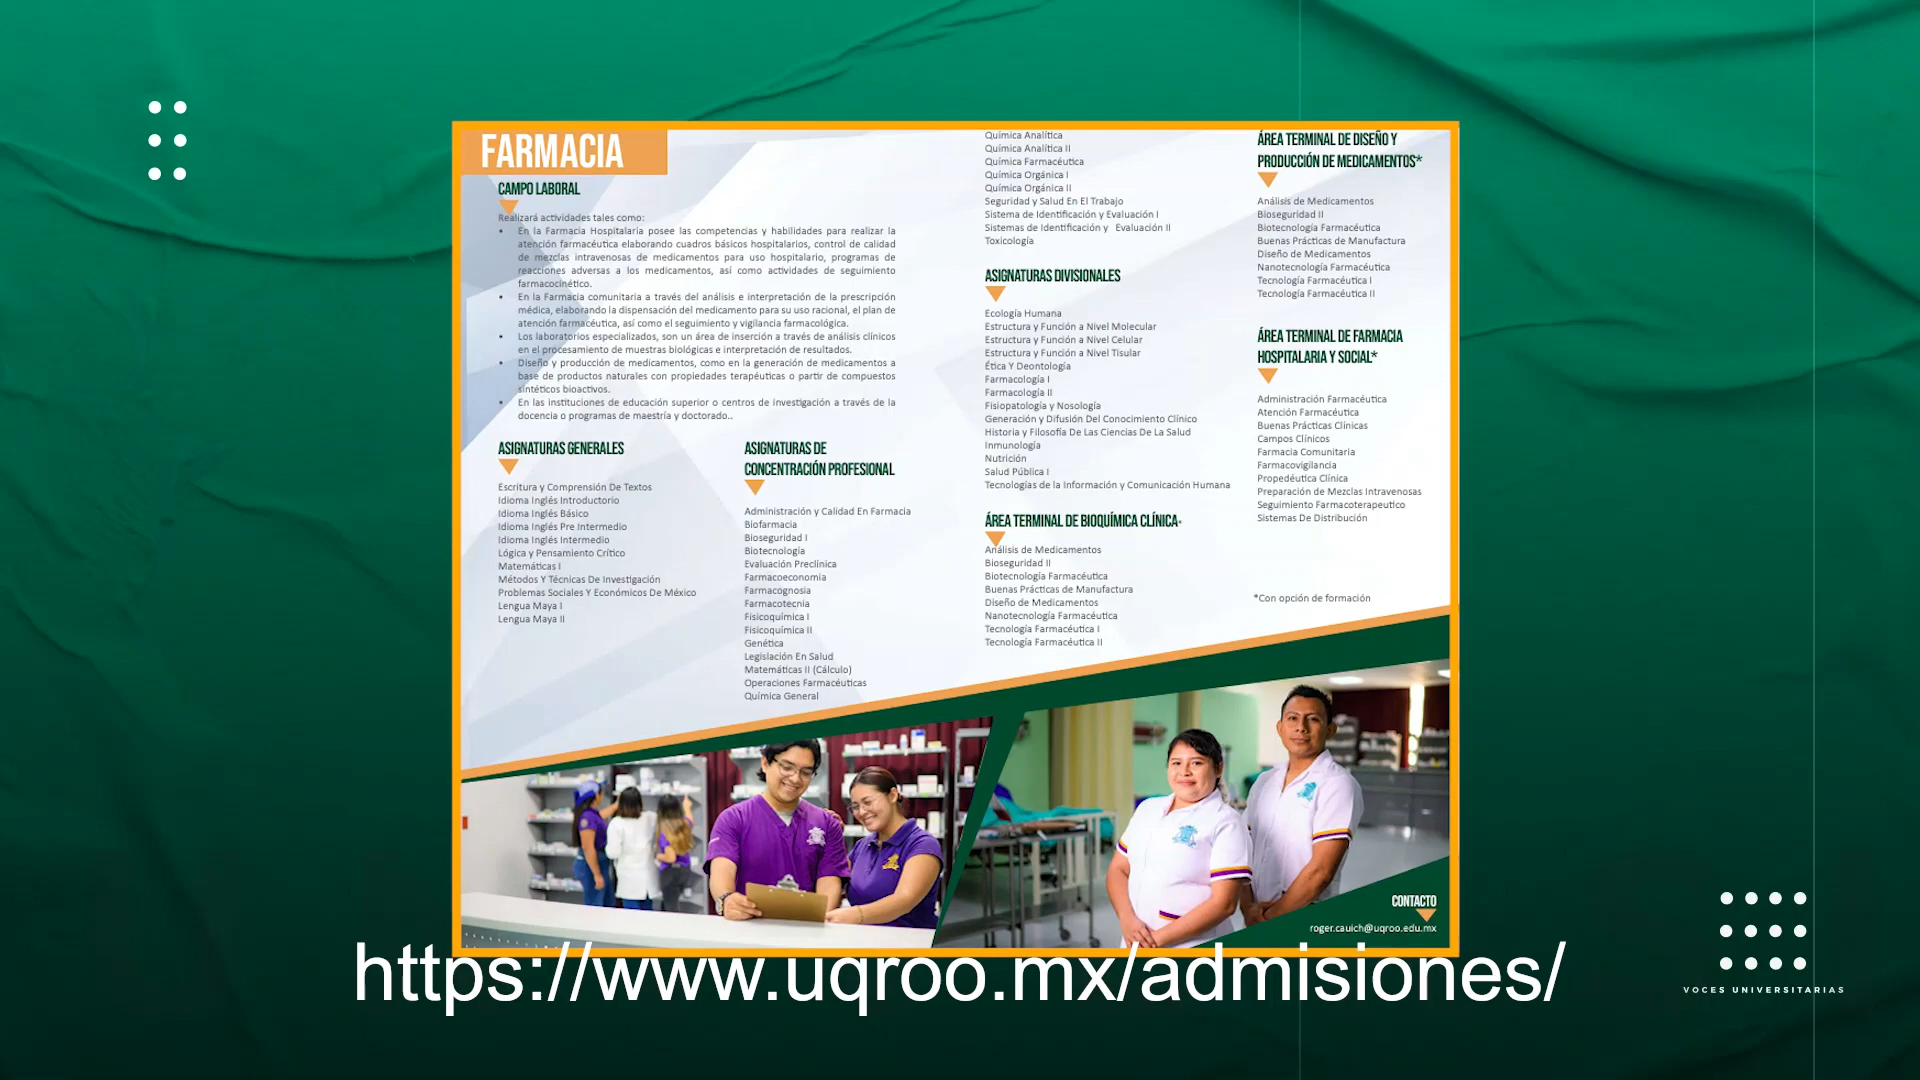 FARMACIA
CAMPO LABORAL
Realizará actividades tales como:
• En la Farmacia Hospitalaria posee las competencias y habilidades para realizar la
atención farmacéutica elaborando cuadros básicos hospitalarios, control de calidad
de mezclas intravenosas de medicamentos para uso hospitalario, programas de
reacciones adversas a los medicamentos, así como actividades de seguimiento
farmacocinético.
• En la Farmacia comunitaria a través del análisis e interpretación de la prescripción
médica, elaborando la dispensación del medicamento para su uso racional, el plan de
atención farmacéutica, así como el seguimiento y vigilancia farmacológica.
• Los laboratorios especializados, son un área de inserción a través de análisis clínicos
en el procesamiento de muestras biológicas e interpretación de resultados.
• Diseño y producción de medicamentos, como en la generación de medicamentos a
base de productos naturales con propiedades terapéuticas o partir de compuestos
sintéticos bioactivos.
• En las instituciones de educación superior o centros de investigación a través de la
docencia o programas de maestría y doctorado..
ASIGNATURAS GENERALES
Escritura y Comprensión De Textos
Idioma Inglés Introductorio
Idioma Inglés Básico
Idioma Inglés Pre Intermedio
Idioma Inglés Intermedio
Lógica y Pensamiento Crítico
Matemáticas I
Métodos Y Técnicas De Investigación
Problemas Sociales Y Económicos De México
Lengua Maya I
Lengua Maya II
ASIGNATURAS DE
CONCENTRACIÓN PROFESIONAL
Administración y Calidad En Farmacia
Biofarmacia
Bioseguridad I
Biotecnología
Evaluación Preclínica
Farmacoeconomia
Farmacognosia
Farmacotecnia
Fisicoquímica I
Fisicoquímica II
Genética
Legislación En Salud
Matemáticas II (Cálculo)
Operaciones Farmacéuticas
Química General
Química Analítica
Química Analítica II
Química Farmacéutica
Química Orgánica I
Química Orgánica II
Seguridad y Salud En El Trabajo
Sistema de Identificación y Evaluación I
Sistemas de Identificación y Evaluación II
Toxicología
ASIGNATURAS DIVISIONALES
Ecología Humana
Estructura y Función a Nivel Molecular
Estructura y Función a Nivel Celular
Estructura y Función a Nivel Tisular
Ética Y Deontología
Farmacología I
Farmacología II
Fisiopatología y Nosología
Generación y Difusión Del Conocimiento Clínico
Historia y Filosofía De Las Ciencias De La Salud
Inmunología
Nutrición
Salud Pública I
Tecnologías de la Información y Comunicación Humana
ÁREA TERMINAL DE BIOQUÍMICA CLÍNICA*
Análisis de Medicamentos
Bioseguridad II
Biotecnología Farmacéutica
Buenas Prácticas de Manufactura
Diseño de Medicamentos
Nanotecnología Farmacéutica
Tecnología Farmacéutica I
Tecnología Farmacéutica II
ÁREA TERMINAL DE DISEÑO Y
PRODUCCIÓN DE MEDICAMENTOS*
Análisis de Medicamentos
Bioseguridad II
Biotecnología Farmacéutica
Buenas Prácticas de Manufactura
Diseño de Medicamentos
Nanotecnología Farmacéutica
Tecnología Farmacéutica I
Tecnología Farmacéutica II
ÁREA TERMINAL DE FARMACIA
HOSPITALARIA Y SOCIAL*
Administración Farmacéutica
Atención Farmacéutica
Buenas Prácticas Clínicas
Campos Clínicos
Farmacia Comunitaria
Farmacovigilancia
Propedéutica Clínica
Preparación de Mezclas Intravenosas
Seguimiento Farmacoterapeutico
Sistemas De Distribución
*Con opción de formación
CONTACTO
roger.cauich@uqroo.edu.mx
https://www.uqroo.mx/admisiones/
VOCES UNIVERSITARIAS